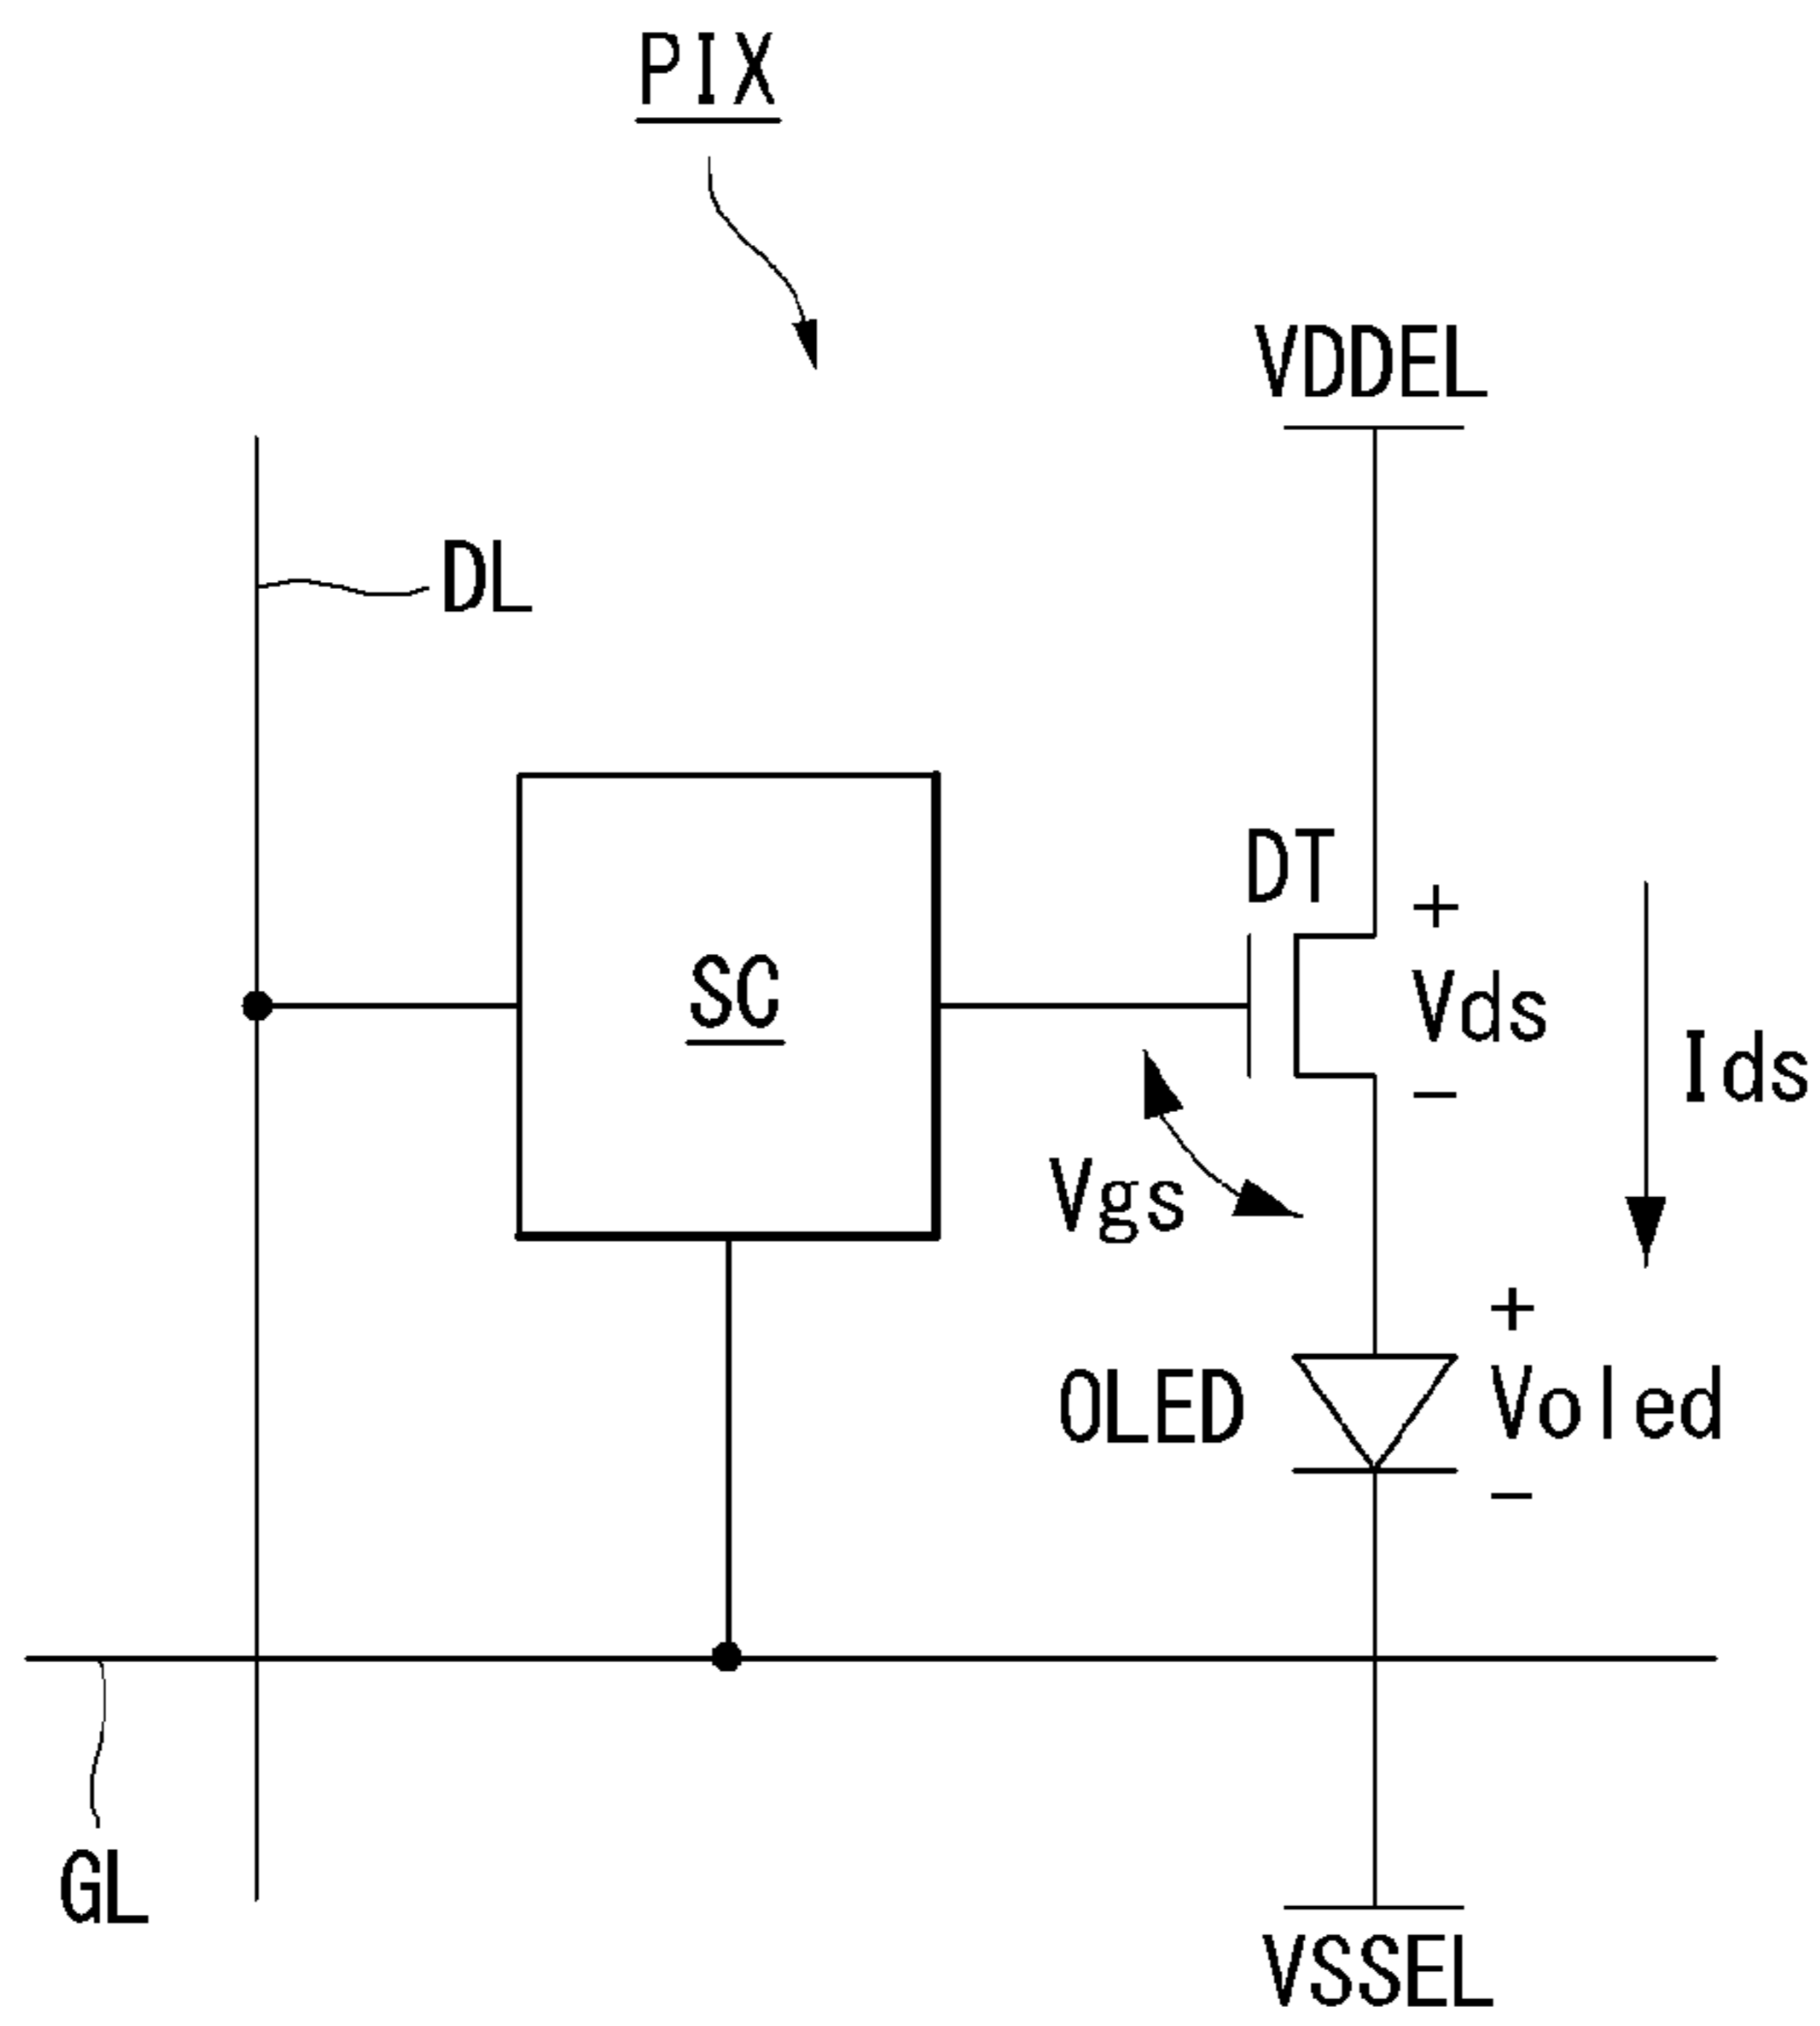 PIX
VDDEL
DL
DT
+
SC
Vds
Ids
-
Vgs
+
OLED
Voled
-
GL
VSSEL